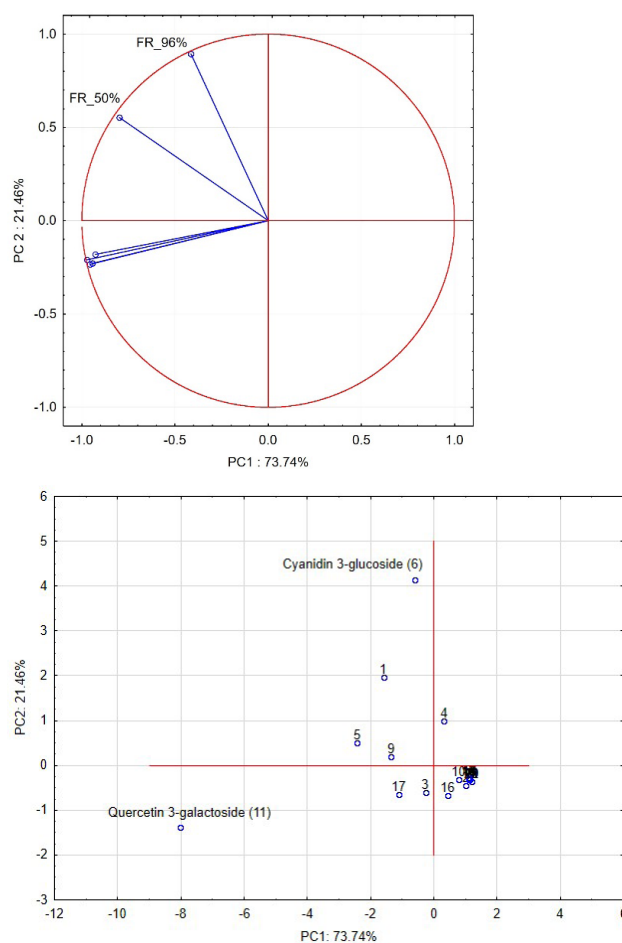 1.0
FR_96%
FR_50%
0.5
0.0
-0.5
-1.0
PC 2 : 21.46%
-1.0 -0.5 0.0 0.5 1.0
PC1 : 73.74%
6
5
Cyanidin 3-glucoside (6)
4
3
1
2
4
1
5
9
0
10
17 3 16
-1
Quercetin 3-galactoside (11)
-2
-3
PC2: 21.46%
-12 -10 -8 -6 -4 -2 0 2 4 6
PC1: 73.74%